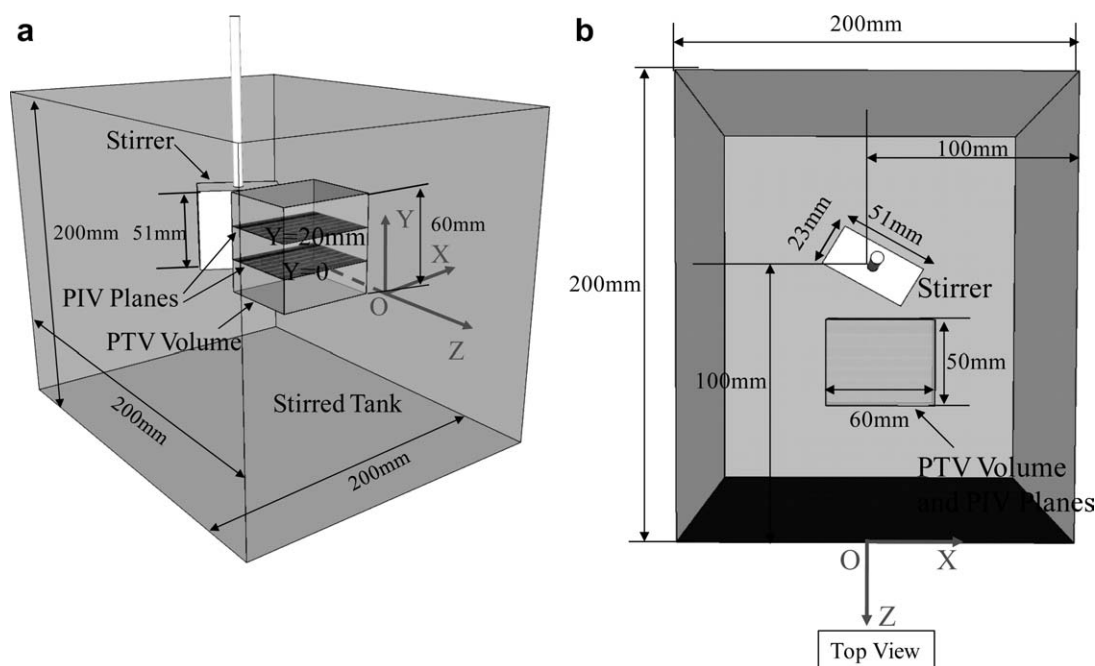 a
Stirrer
200mm
51mm
Y=20mm
Y=0
Y
60mm
X
PIV Planes
O
PTV Volume
Z
Stirred Tank
200mm
200mm
b
200mm
100mm
23mm
51mm
200mm
Stirrer
100mm
50mm
60mm
PTV Volume
and PIV Planes
O
X
Z
Top View